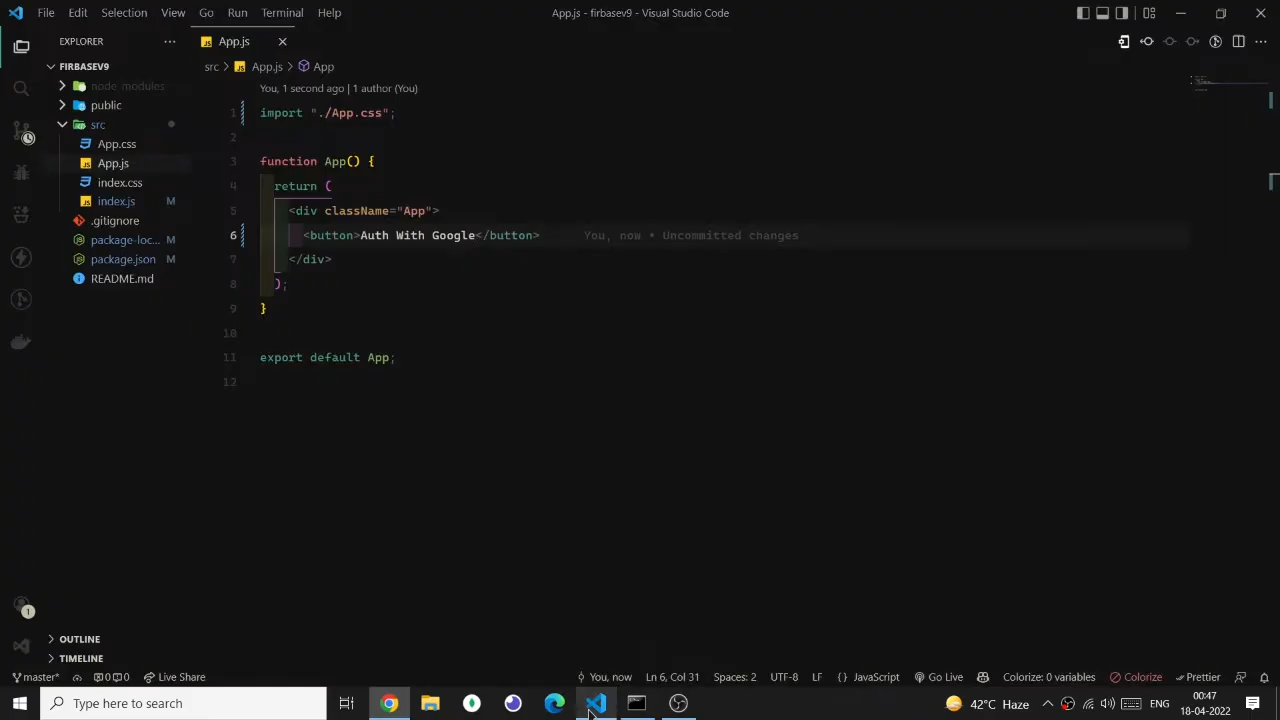 File Edit Selection View Go Run Terminal Help App.js - firbasev9 - Visual Studio Code
EXPLORER
JS App.js
FIRBASEV9
src > JS App.js > App
node_modules
You, 1 second ago | 1 author (You)
public
1 import "./App.css";
src
2
App.css
3 function App() {
JS App.js
4 return (
index.css
JS index.js M
5 <div className="App">
.gitignore
6 <button>Auth With Google</button> You, now • Uncommitted changes
package-loc... M
7 </div>
package.json M
8 );
README.md
9 }
10
11 export default App;
12
1
OUTLINE
TIMELINE
master* 0 0 Live Share You, now Ln 6, Col 31 Spaces: 2 UTF-8 LF {} JavaScript Go Live Colorize: 0 variables Colorize Prettier
Type here to search
42°C Haze ENG 00:47
18-04-2022